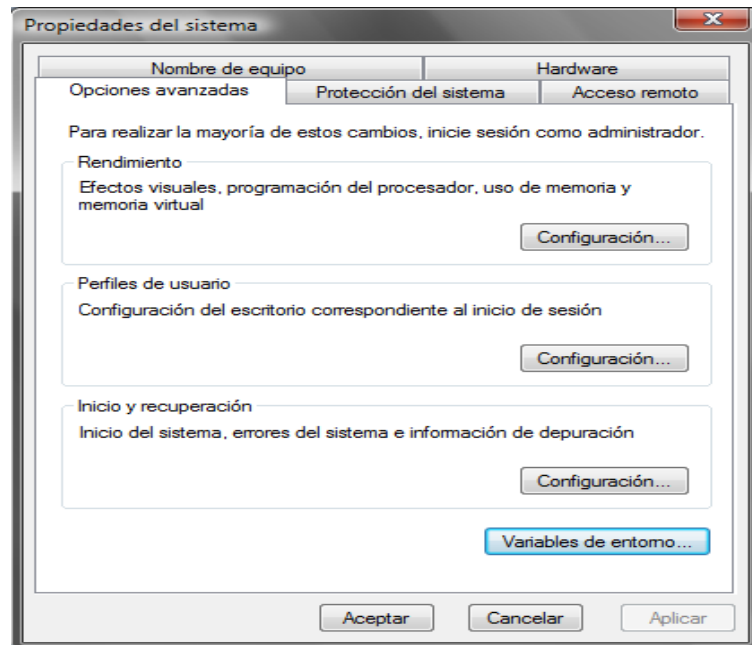 Propiedades del sistema
Nombre de equipo
Hardware
Opciones avanzadas
Protección del sistema
Acceso remoto
Para realizar la mayoría de estos cambios, inicie sesión como administrador.
Rendimiento
Efectos visuales, programación del procesador, uso de memoria y
memoria virtual
Configuración...
Perfiles de usuario
Configuración del escritorio correspondiente al inicio de sesión
Configuración...
Inicio y recuperación
Inicio del sistema, errores del sistema e información de depuración
Configuración...
Variables de entorno...
Aceptar
Cancelar
Aplicar